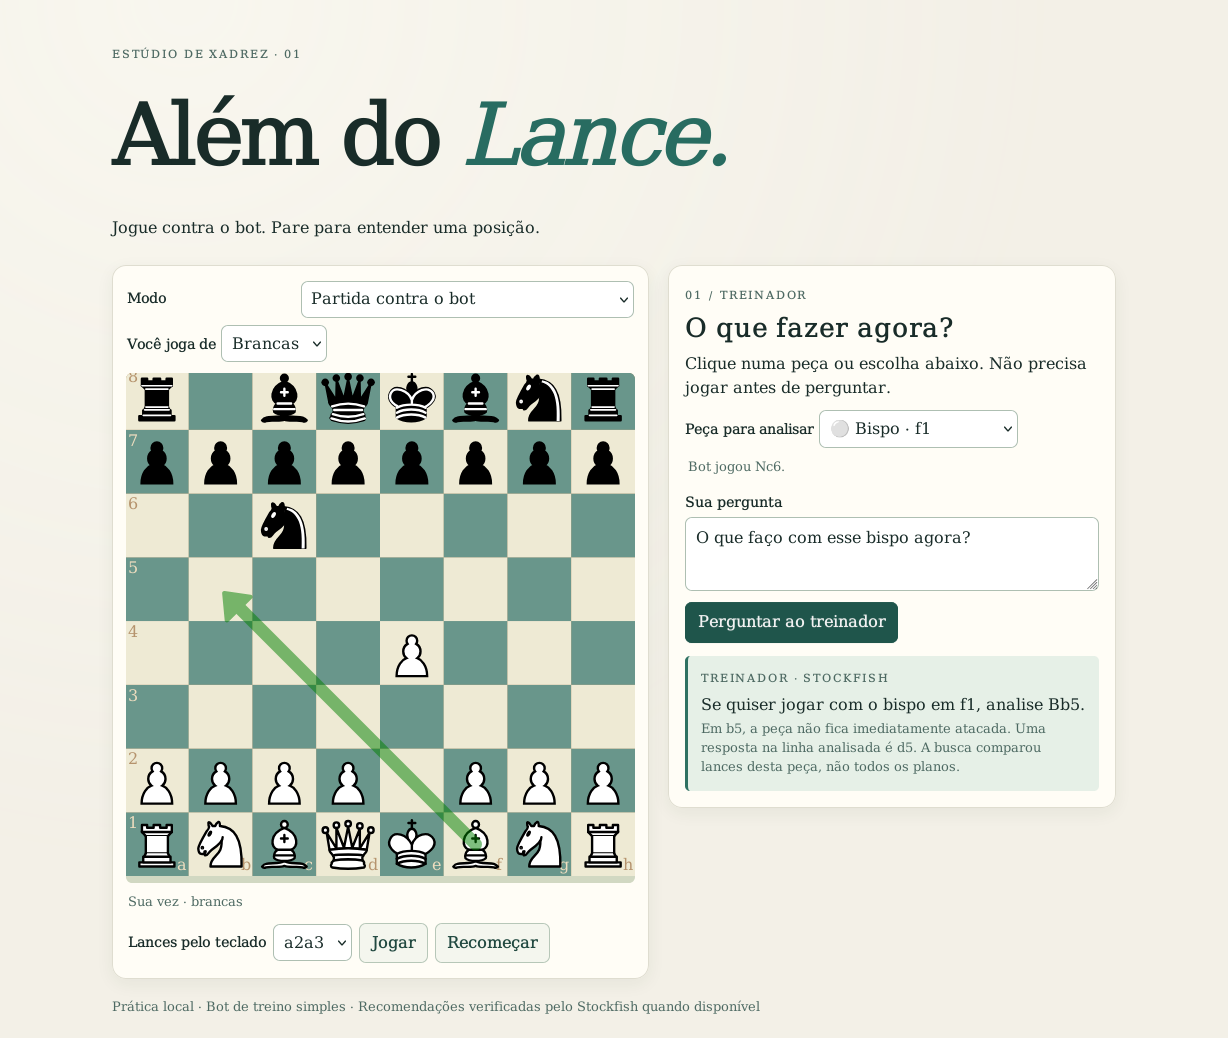 ESTÚDIO DE XADREZ · 01
Além do Lance.
Jogue contra o bot. Pare para entender uma posição.
Modo
Partida contra o bot
Você joga de
Brancas
8
7
6
5
4
3
2
1
a
b
c
d
e
f
g
h
Sua vez · brancas
Lances pelo teclado
a2a3
Jogar
Recomeçar
01 / TREINADOR
O que fazer agora?
Clique numa peça ou escolha abaixo. Não precisa
jogar antes de perguntar.
Peça para analisar
Bispo · f1
Bot jogou Nc6.
Sua pergunta
O que faço com esse bispo agora?
Perguntar ao treinador
TREINADOR · STOCKFISH
Se quiser jogar com o bispo em f1, analise Bb5.
Em b5, a peça não fica imediatamente atacada. Uma
resposta na linha analisada é d5. A busca comparou
lances desta peça, não todos os planos.
Prática local · Bot de treino simples · Recomendações verificadas pelo Stockfish quando disponível